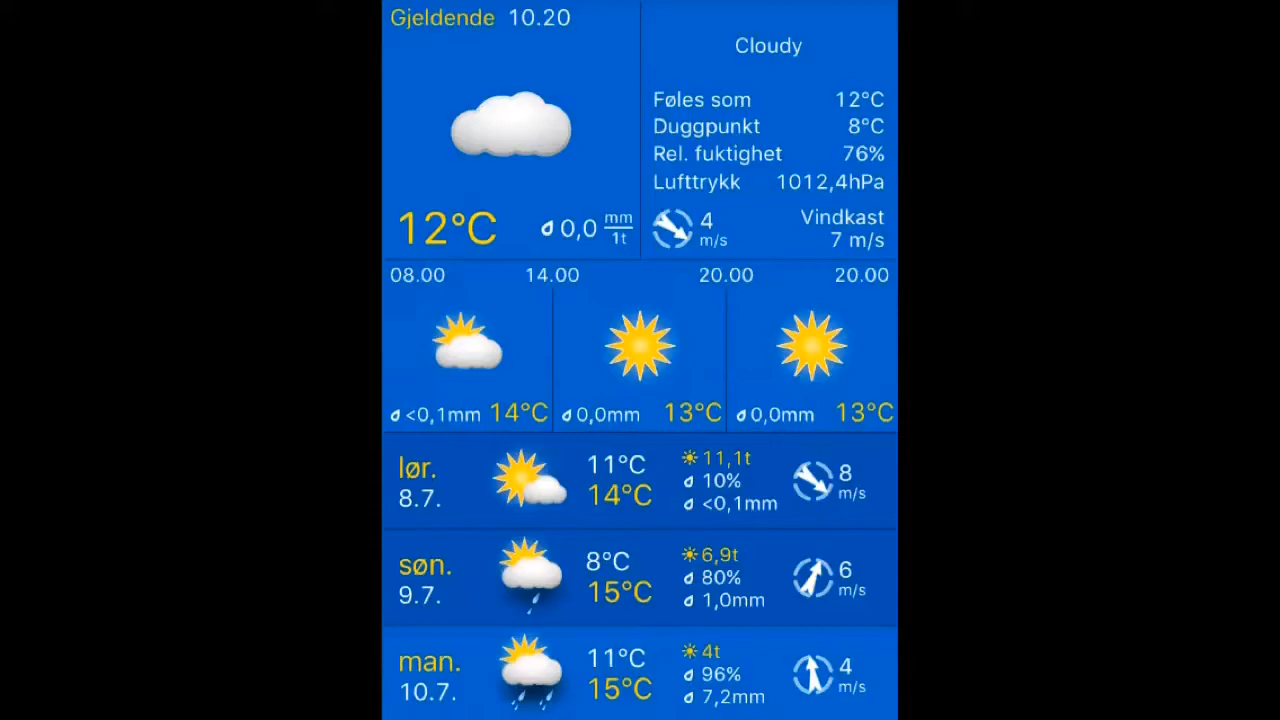 Gjeldende 10.20
Cloudy
Føles som 12°C
Duggpunkt 8°C
Rel. fuktighet 76%
Lufttrykk 1012,4hPa
12°C 0,0 mm/1t
4 m/s
Vindkast
7 m/s
08.00 14.00 20.00 20.00
<0,1mm 14°C 0,0mm 13°C 0,0mm 13°C
lør.
8.7.
11°C
14°C
11,1t
10%
<0,1mm
8 m/s
søn.
9.7.
8°C
15°C
6,9t
80%
1,0mm
6 m/s
man.
10.7.
11°C
15°C
4t
96%
7,2mm
4 m/s